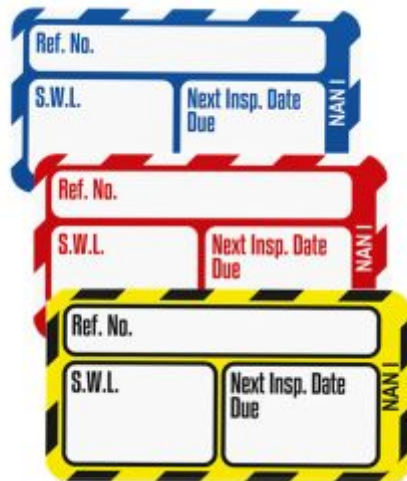 Ref. No.
S.W.L.
Next Insp. Date
Due
NAN I
Ref. No.
S.W.L.
Next Insp. Date
Due
NAN I
Ref. No.
S.W.L.
Next Insp. Date
Due
NAN I